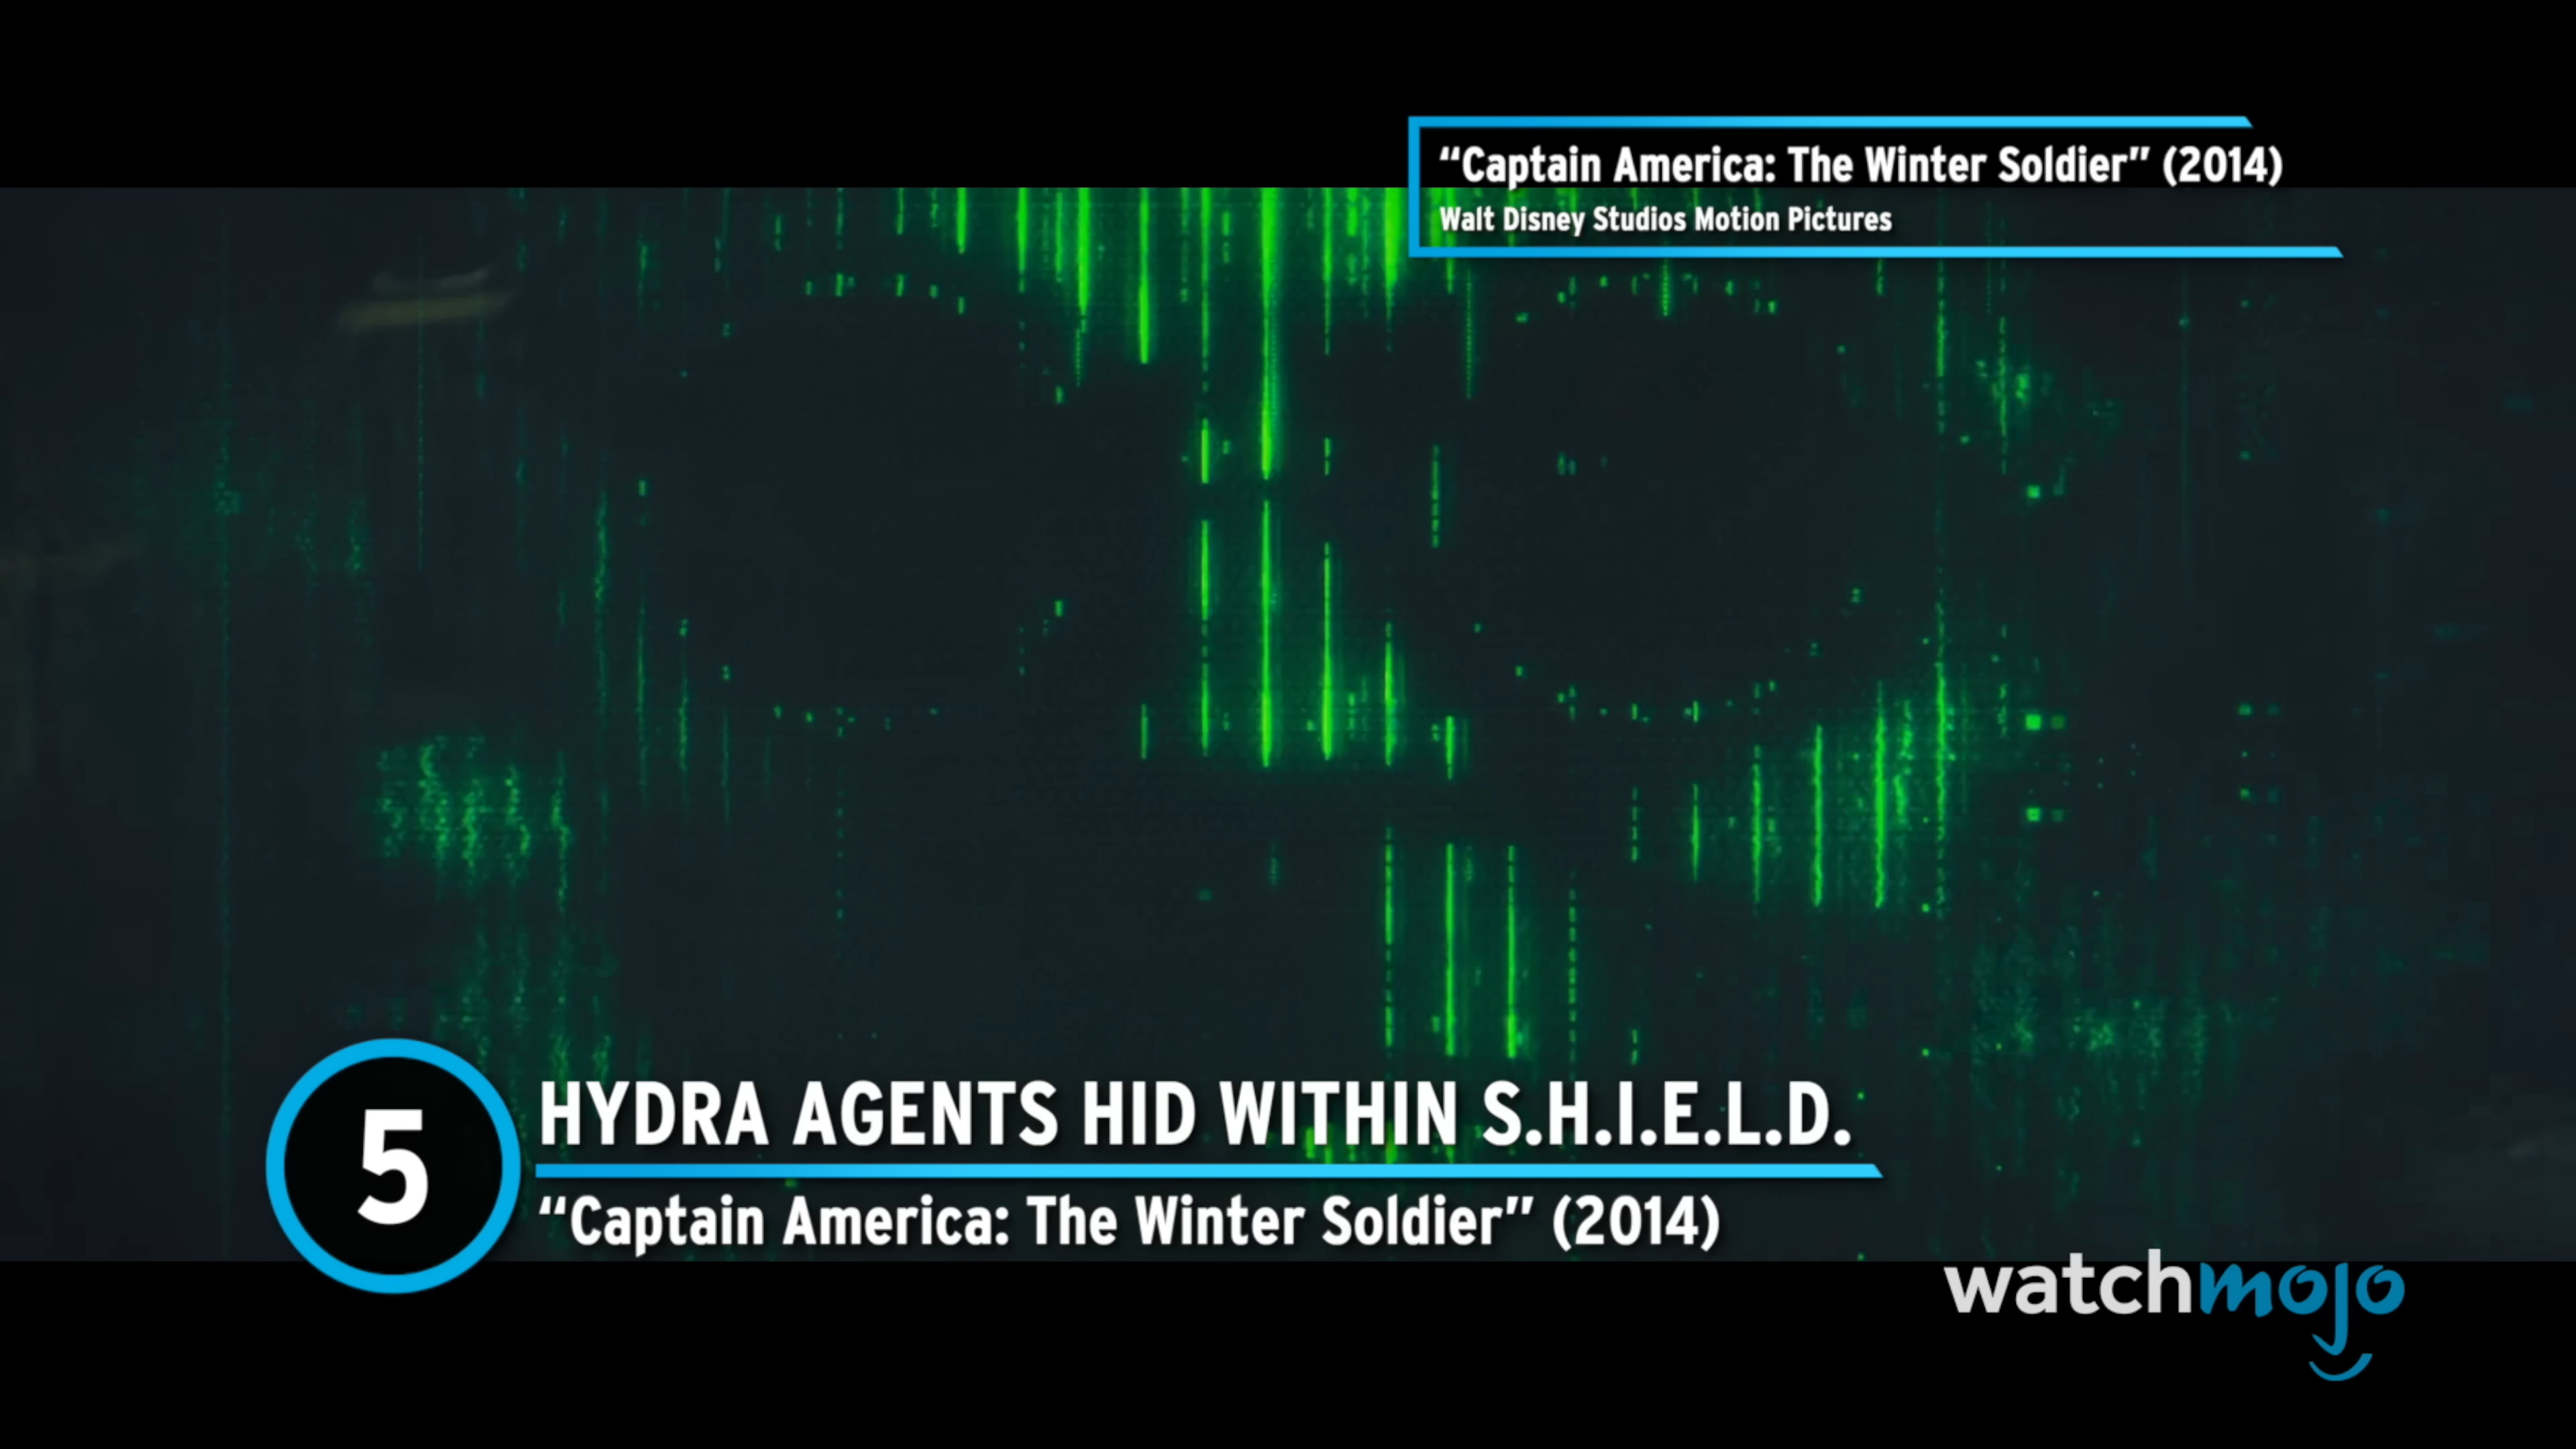 “Captain America: The Winter Soldier” (2014)
Walt Disney Studios Motion Pictures
5
HYDRA AGENTS HID WITHIN S.H.I.E.L.D.
“Captain America: The Winter Soldier” (2014)
watchmojo